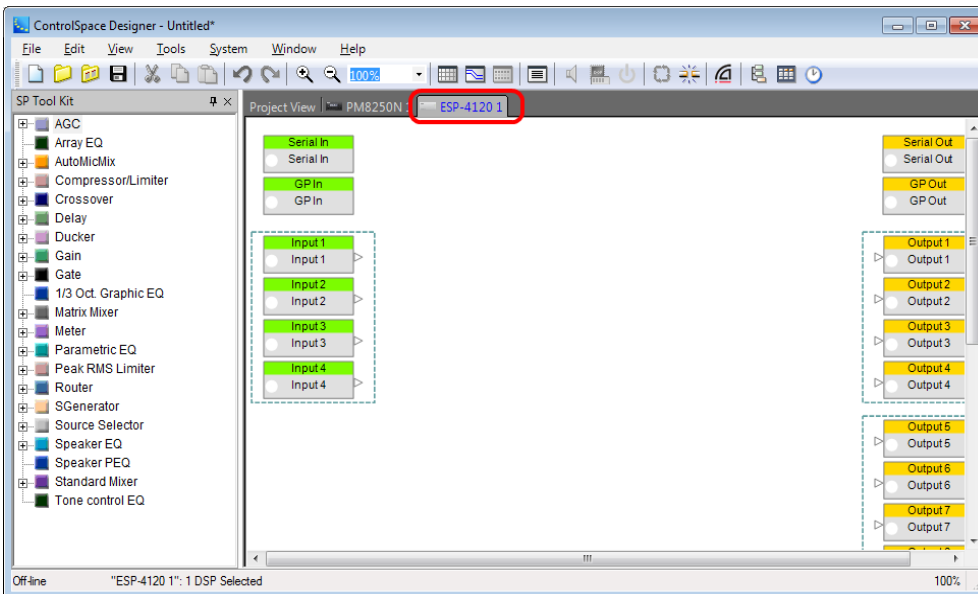 ControlSpace Designer - Untitled*
File Edit View Tools System Window Help
100%
SP Tool Kit
Project View PM8250N ESP-4120 1
AGC
Array EQ
AutoMicMix
Compressor/Limiter
Crossover
Delay
Ducker
Gain
Gate
1/3 Oct. Graphic EQ
Matrix Mixer
Meter
Parametric EQ
Peak RMS Limiter
Router
SGenerator
Source Selector
Speaker EQ
Speaker PEQ
Standard Mixer
Tone control EQ
Serial In
Serial In
GP In
GP In
Input 1
Input 1
Input 2
Input 2
Input 3
Input 3
Input 4
Input 4
Serial Out
Serial Out
GP Out
GP Out
Output 1
Output 1
Output 2
Output 2
Output 3
Output 3
Output 4
Output 4
Output 5
Output 5
Output 6
Output 6
Output 7
Output 7
Off-line "ESP-4120 1": 1 DSP Selected 100%